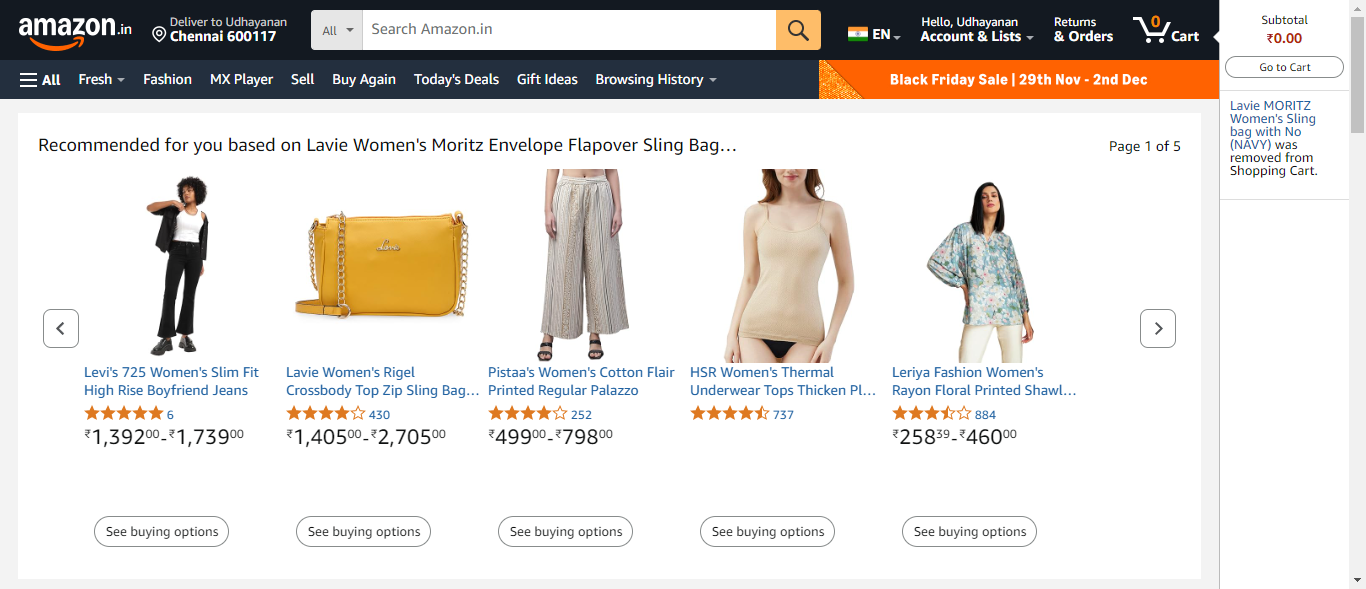 amazon.in
Deliver to Udhayanan
Chennai 600117
All
Search Amazon.in
EN
Hello, Udhayanan
Account & Lists
Returns
& Orders
0
Cart
All
Fresh
Fashion
MX Player
Sell
Buy Again
Today's Deals
Gift Ideas
Browsing History
Black Friday Sale | 29th Nov - 2nd Dec
Subtotal
₹0.00
Go to Cart
Lavie MORITZ
Women's Sling
bag with No
(NAVY) was
removed from
Shopping Cart.
Recommended for you based on Lavie Women's Moritz Envelope Flapover Sling Bag…
Page 1 of 5
Levi's 725 Women's Slim Fit
High Rise Boyfriend Jeans
6
₹1,39200-₹1,73900
See buying options
Lavie Women's Rigel
Crossbody Top Zip Sling Bag…
430
₹1,40500-₹2,70500
See buying options
Pistaa's Women's Cotton Flair
Printed Regular Palazzo
252
₹49900-₹79800
See buying options
HSR Women's Thermal
Underwear Tops Thicken Pl…
737
See buying options
Leriya Fashion Women's
Rayon Floral Printed Shawl…
884
₹25839-₹46000
See buying options